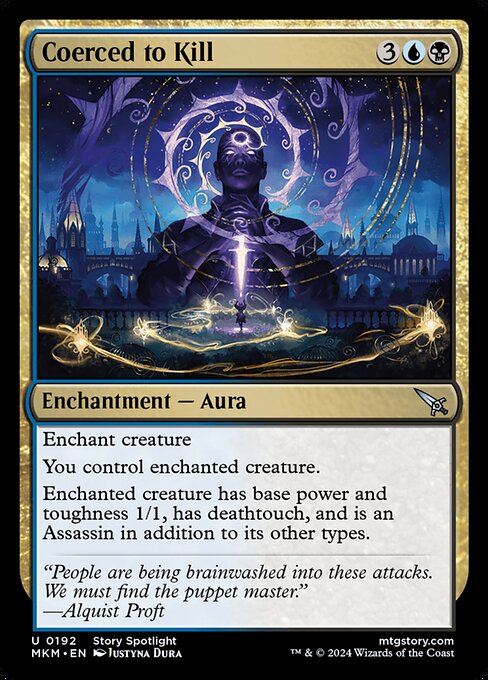 Coerced to Kill 3
Enchantment — Aura
Enchant creature
You control enchanted creature.
Enchanted creature has base power and
toughness 1/1, has deathtouch, and is an
Assassin in addition to its other types.
“People are being brainwashed into these attacks.
We must find the puppet master.”
—Alquist Proft
U 0192 Story Spotlight mtgstory.com
MKM • EN Justyna Dura ™ & © 2024 Wizards of the Coast